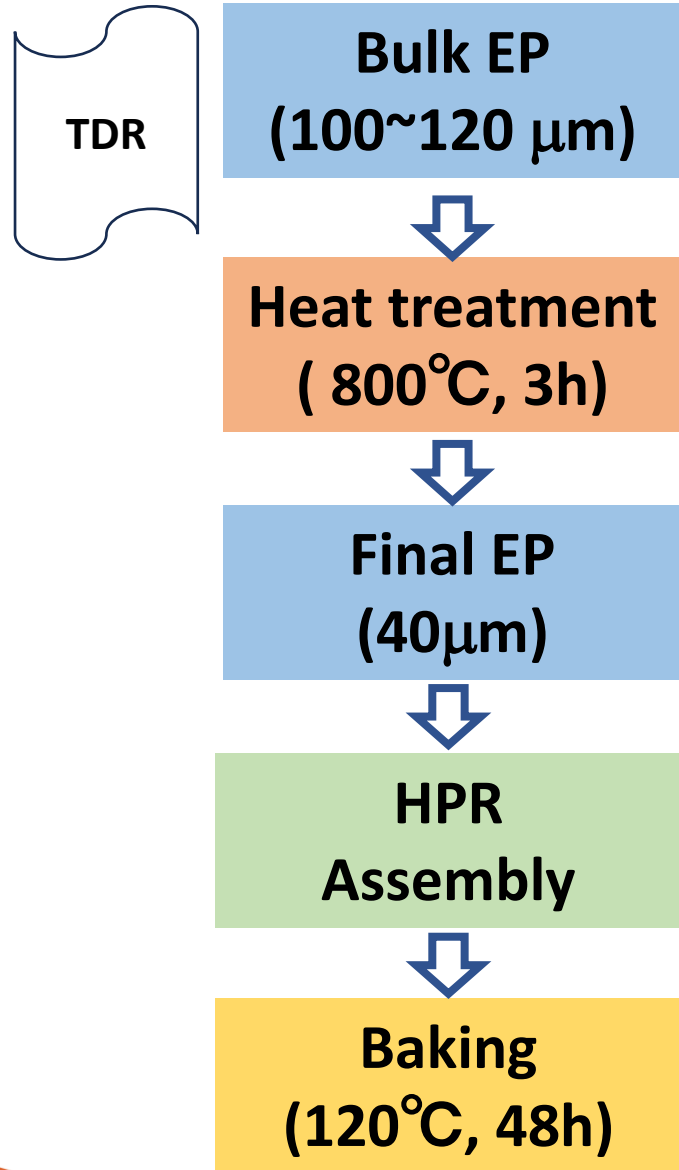 TDR
Bulk EP
(100~120 μm)
Heat treatment
( 800℃, 3h)
Final EP
(40μm)
HPR
Assembly
Baking
(120℃, 48h)